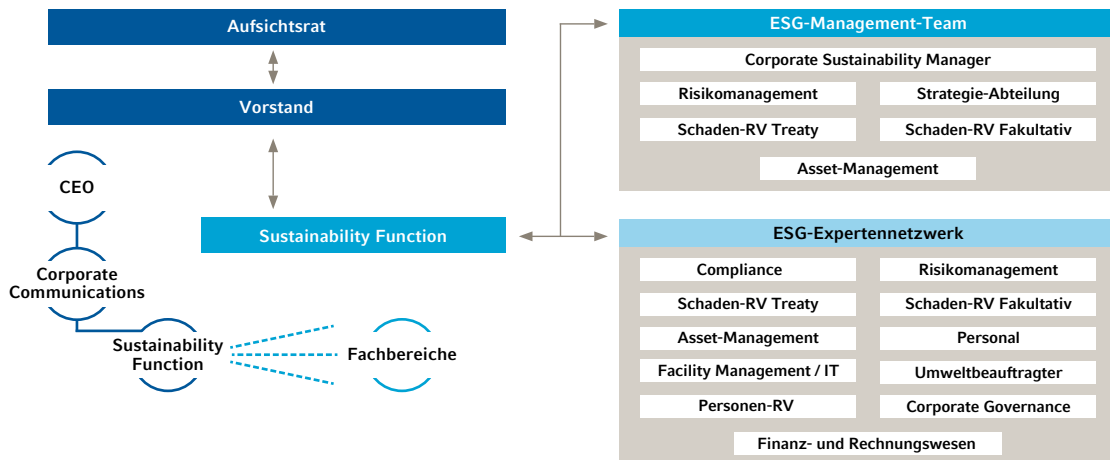 Aufsichtsrat
Vorstand
CEO
Sustainability Function
Corporate
Communications
Sustainability
Function
Fachbereiche
ESG-Management-Team
Corporate Sustainability Manager
Risikomanagement
Strategie-Abteilung
Schaden-RV Treaty
Schaden-RV Fakultativ
Asset-Management
ESG-Expertennetzwerk
Compliance
Risikomanagement
Schaden-RV Treaty
Schaden-RV Fakultativ
Asset-Management
Personal
Facility Management / IT
Umweltbeauftragter
Personen-RV
Corporate Governance
Finanz- und Rechnungswesen